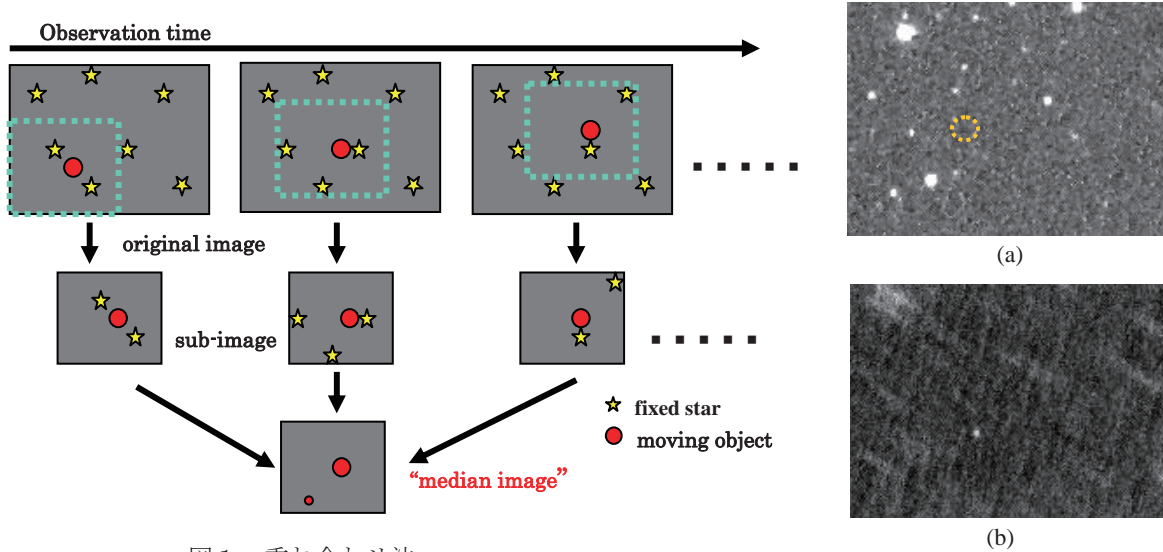 Observation time
original image
sub-image
fixed star
moving object
"median image"
(a)
(b)